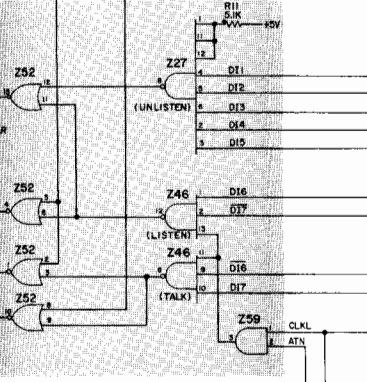 R11
5.1K
+5V
1
11
12
Z27
Z52
12
13
11
8
4 DI1
5 DI2
6 DI3
2 DI4
3 DI5
(UNLISTEN)
R
Z52
5
4
6
Z46
12
1 DI6
2 DI7
13
(LISTEN)
Z52
2
1
3
Z46
8
11
9 DI6
10 DI7
(TALK)
Z52
8
10
9
Z59
3
1 CLKL
2 ATN